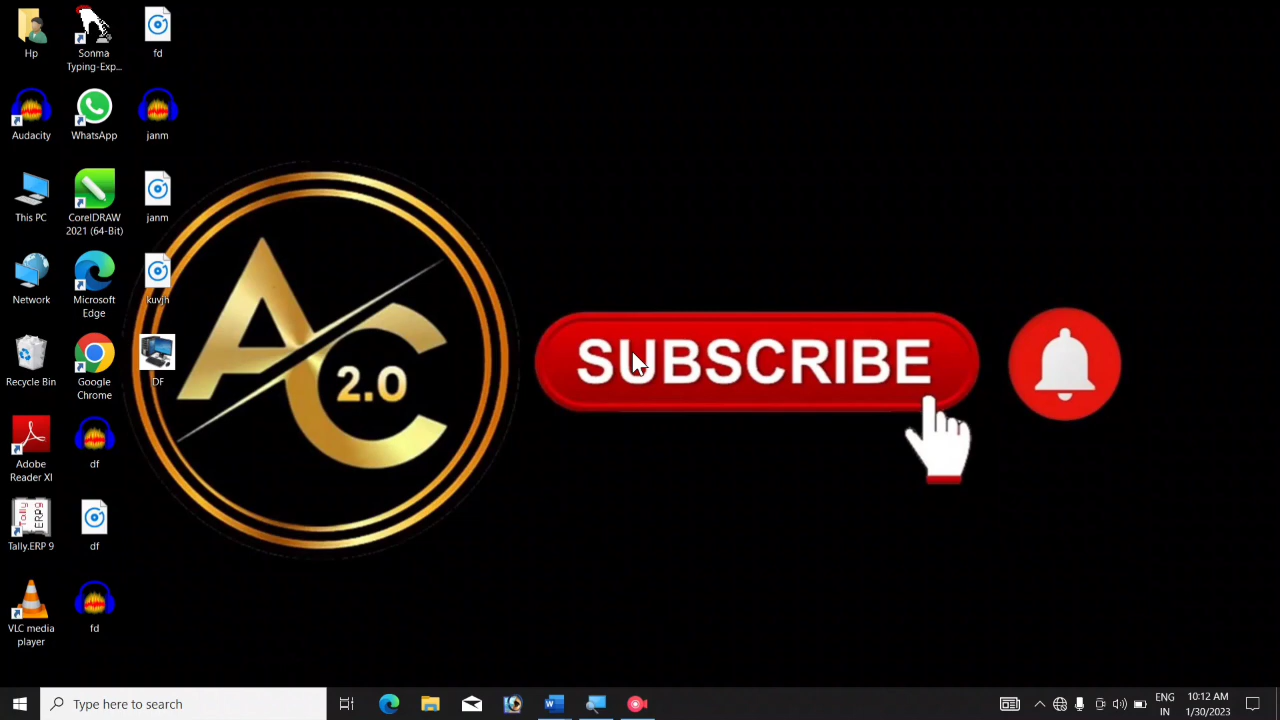 Hp
Sonma
Typing-Exp...
fd
Audacity
WhatsApp
janm
This PC
CorelDRAW
2021 (64-Bit)
janm
Network
Microsoft
Edge
kuvjh
Recycle Bin
Google
Chrome
DF
Adobe
Reader XI
df
Tally.ERP 9
df
VLC media
player
fd
AC
2.0
SUBSCRIBE
Type here to search
ENG
IN
10:12 AM
1/30/2023